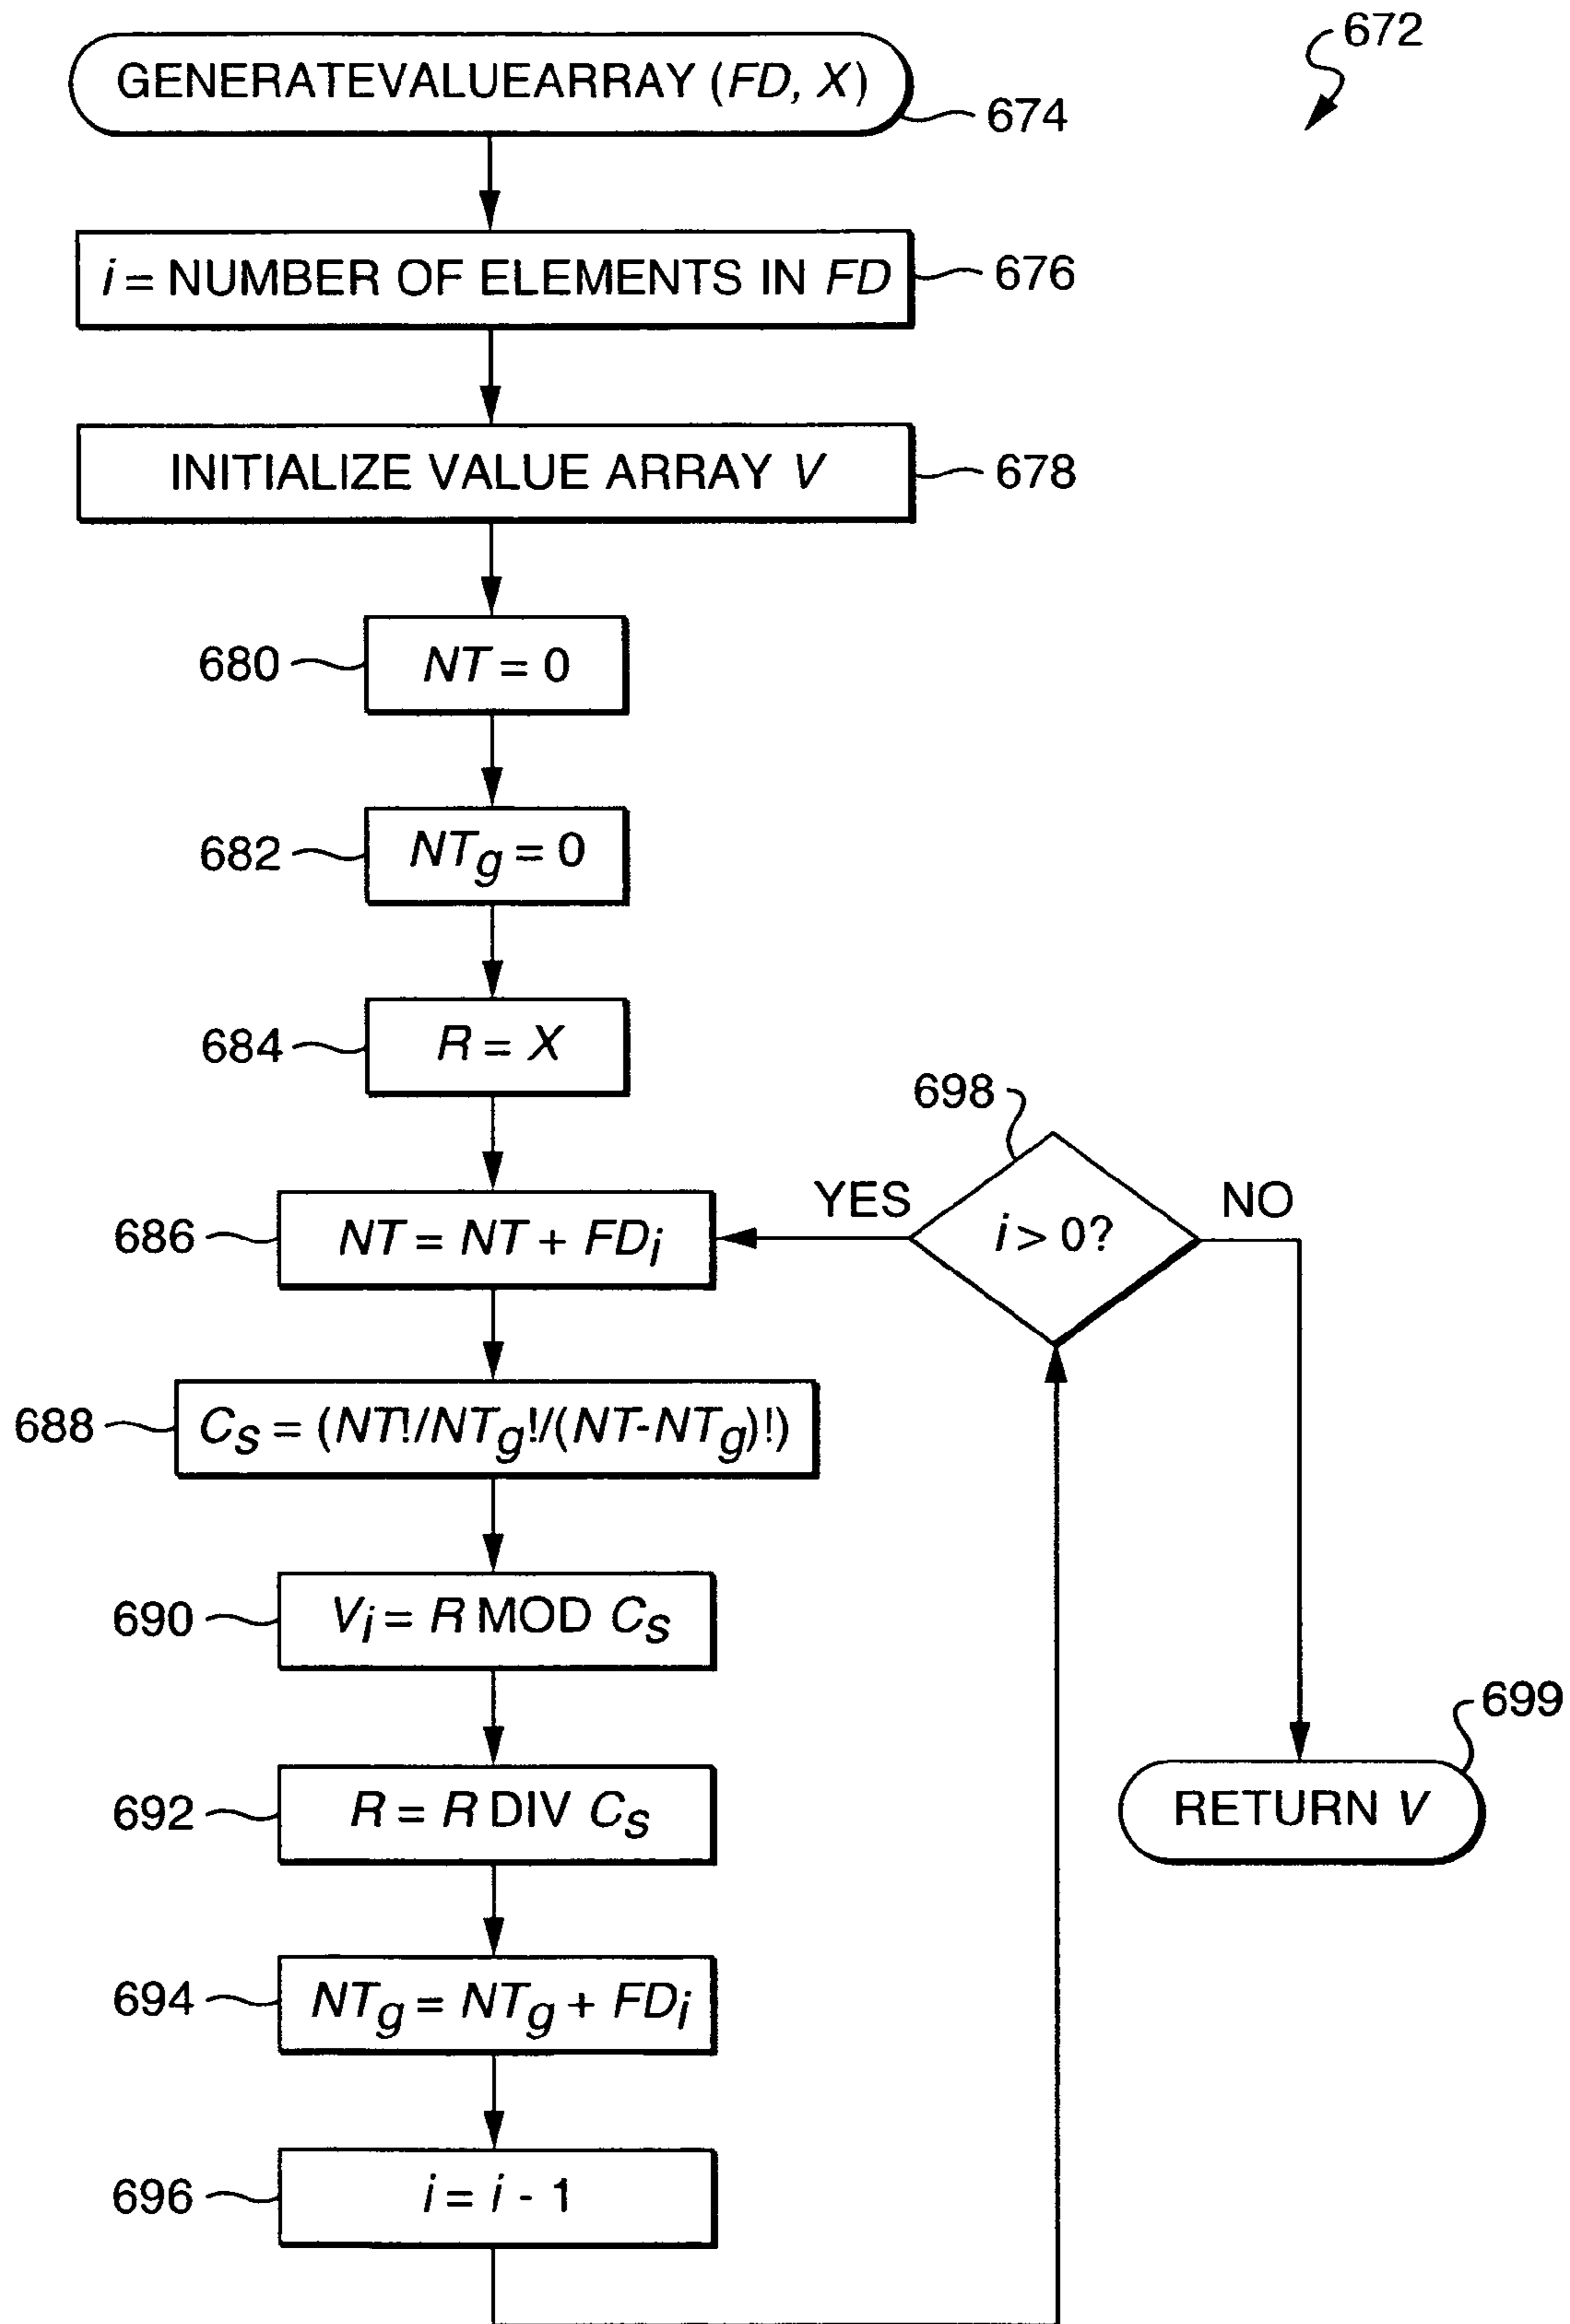 672
GENERATEVALUEARRAY (FD, X)
674
i = NUMBER OF ELEMENTS IN FD
676
INITIALIZE VALUE ARRAY V
678
680
NT = 0
682
NTg = 0
684
R = X
698
686
NT = NT + FDi
YES
i > 0?
NO
688
Cs = (NT!/NTg!/(NT-NTg)!)
690
Vi = R MOD Cs
692
R = R DIV Cs
699
RETURN V
694
NTg = NTg + FDi
696
i = i - 1